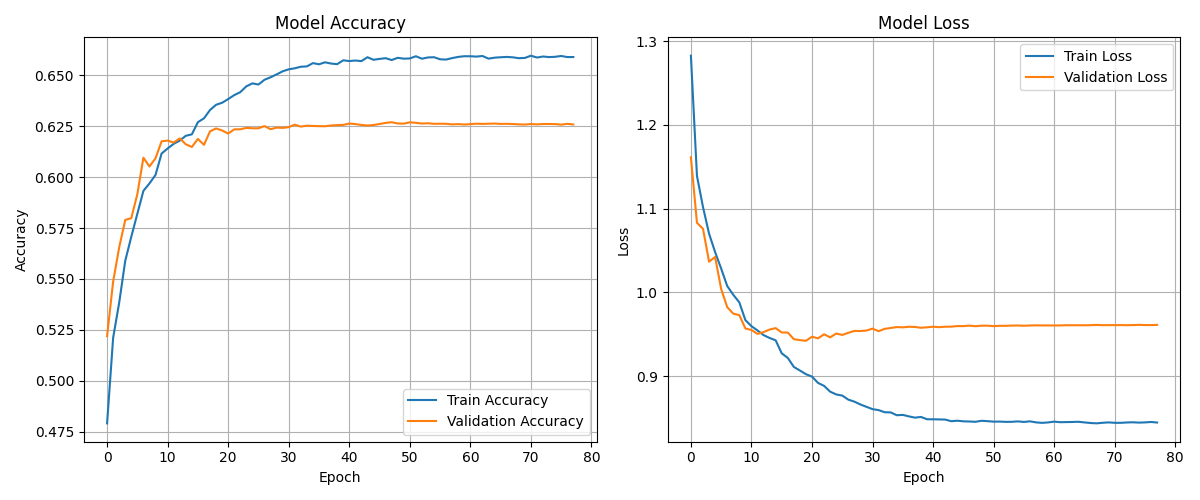 Model Accuracy
0.650
0.625
0.600
0.575
0.550
0.525
0.500
0.475
Accuracy
Train Accuracy
Validation Accuracy
0 10 20 30 40 50 60 70 80
Epoch
Model Loss
1.3
1.2
1.1
1.0
0.9
Loss
Train Loss
Validation Loss
0 10 20 30 40 50 60 70 80
Epoch